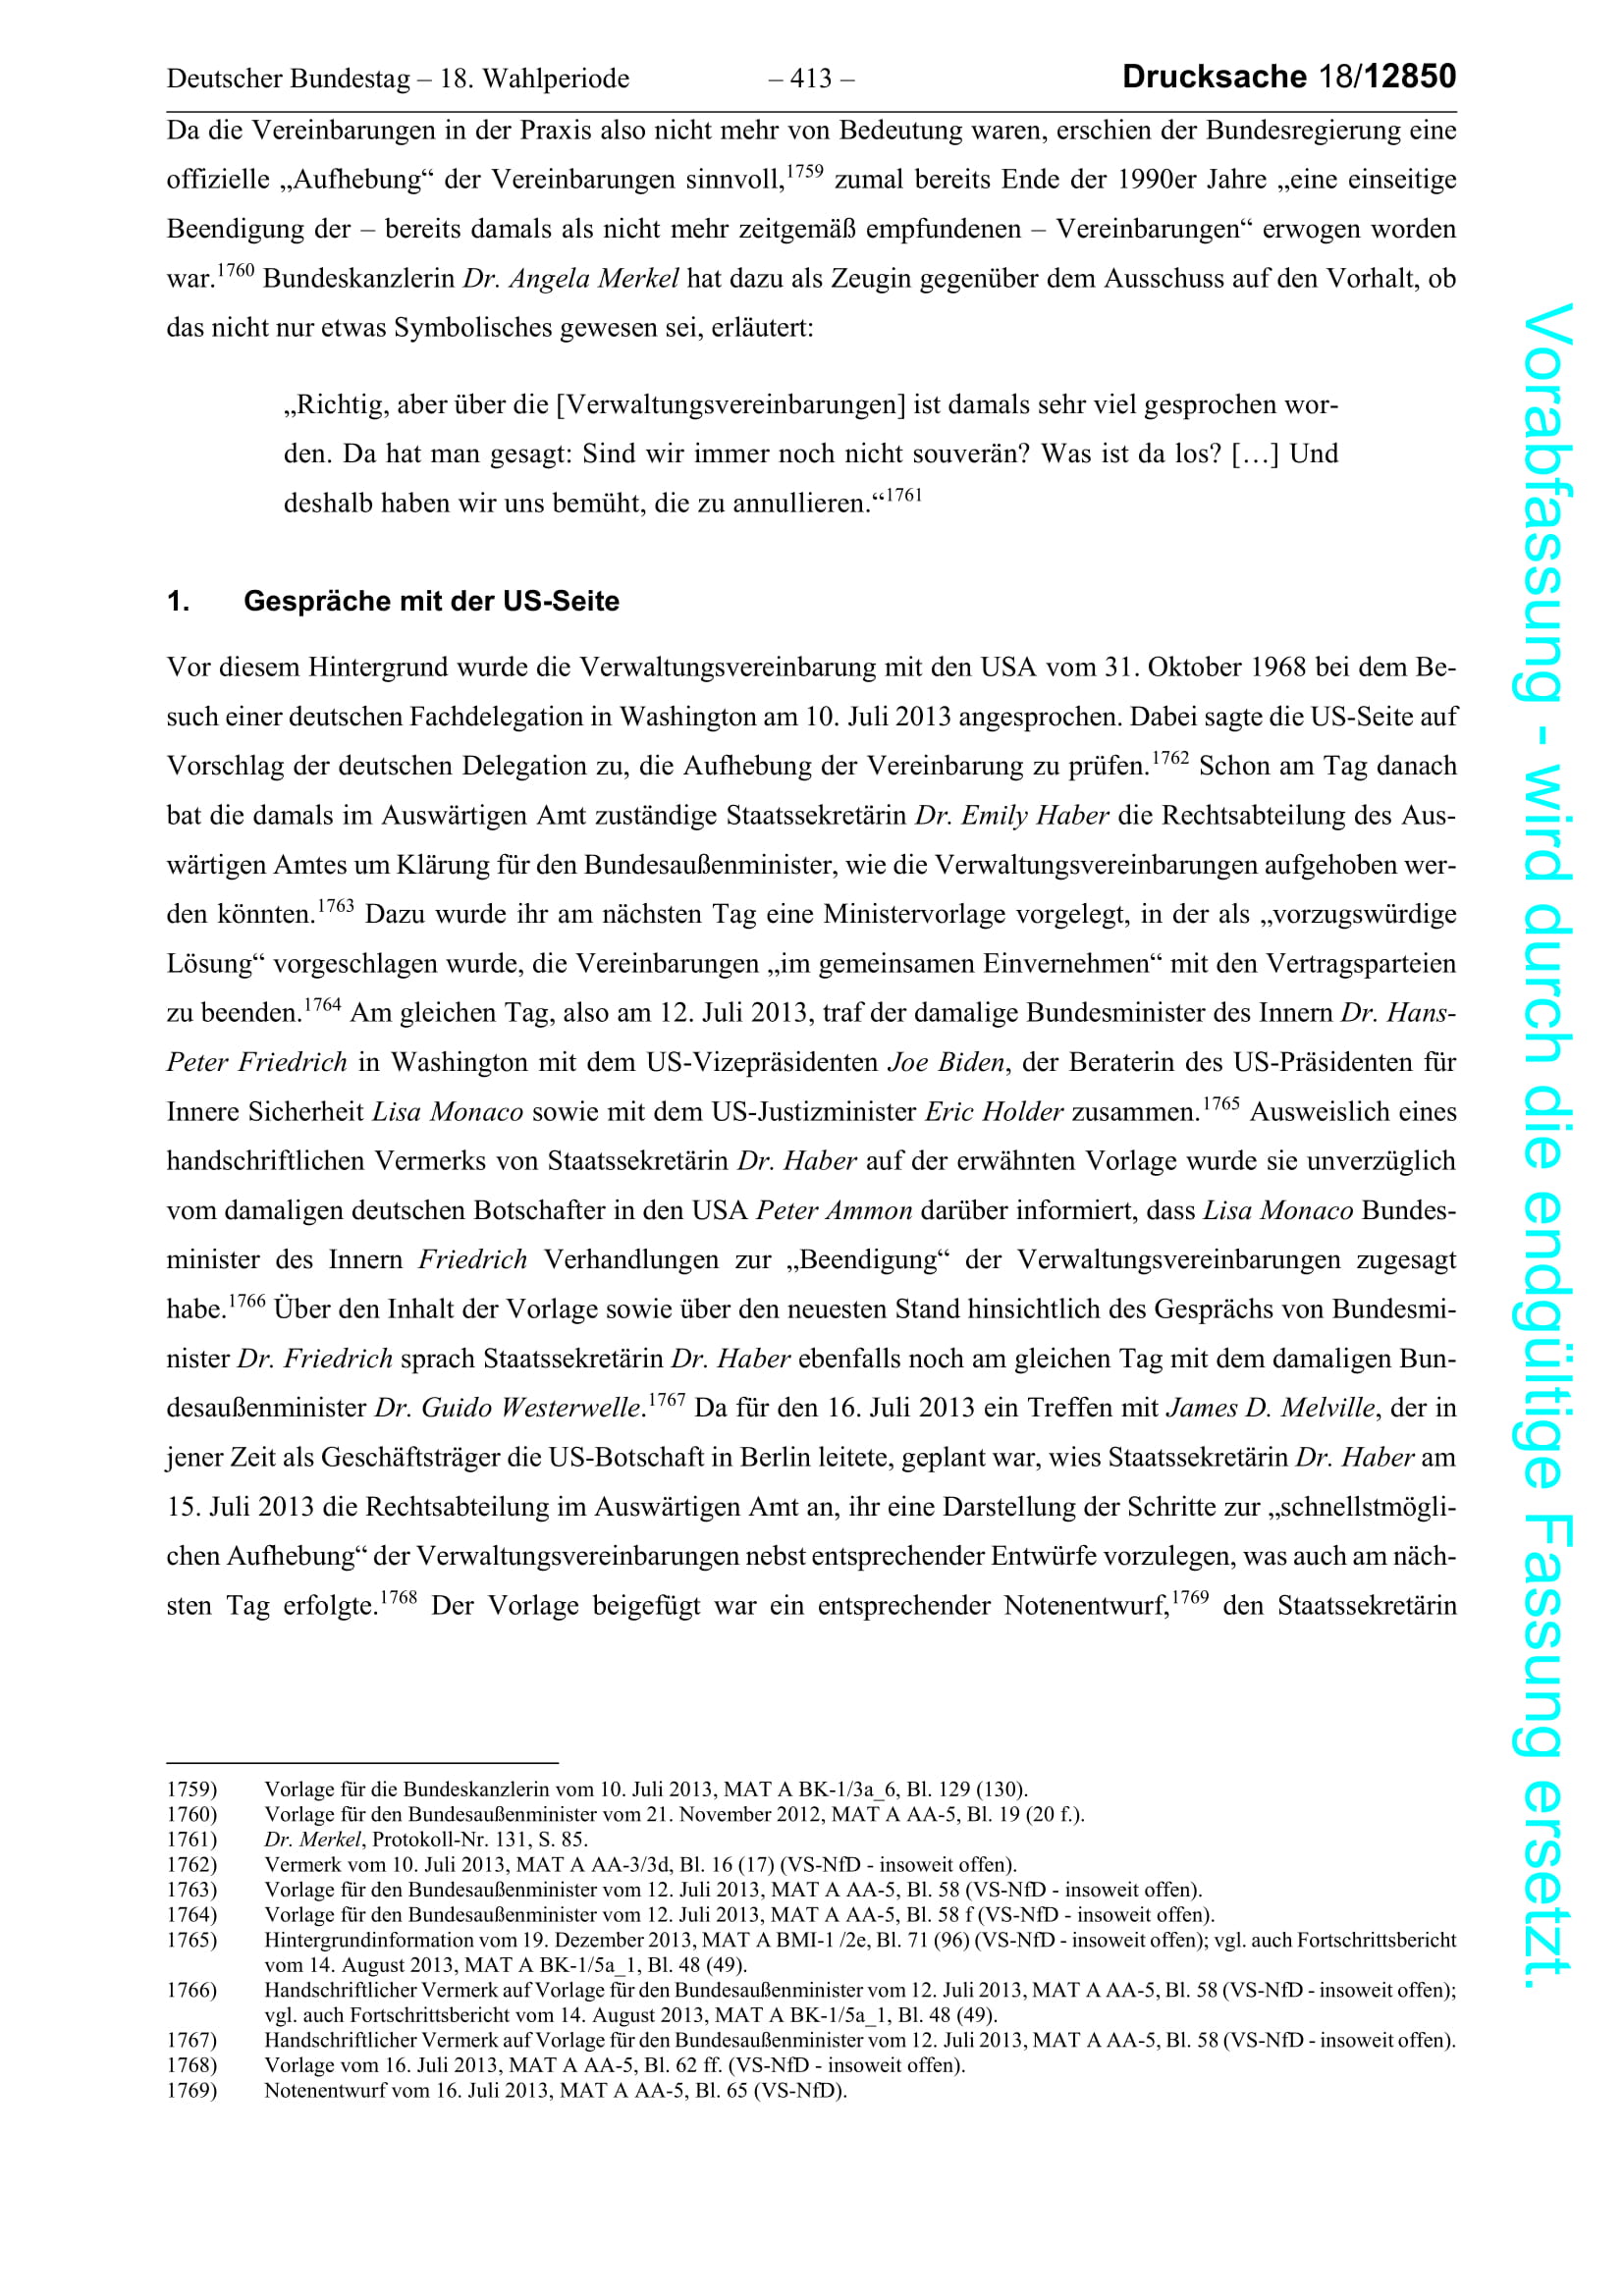 Deutscher Bundestag – 18. Wahlperiode – 413 – Drucksache 18/12850
Da die Vereinbarungen in der Praxis also nicht mehr von Bedeutung waren, erschien der Bundesregierung eine
offizielle „Aufhebung“ der Vereinbarungen sinnvoll,1759 zumal bereits Ende der 1990er Jahre „eine einseitige
Beendigung der – bereits damals als nicht mehr zeitgemäß empfundenen – Vereinbarungen“ erwogen worden
war.1760 Bundeskanzlerin Dr. Angela Merkel hat dazu als Zeugin gegenüber dem Ausschuss auf den Vorhalt, ob
das nicht nur etwas Symbolisches gewesen sei, erläutert:
„Richtig, aber über die [Verwaltungsvereinbarungen] ist damals sehr viel gesprochen wor-
den. Da hat man gesagt: Sind wir immer noch nicht souverän? Was ist da los? […] Und
deshalb haben wir uns bemüht, die zu annullieren.“1761
1. Gespräche mit der US-Seite
Vor diesem Hintergrund wurde die Verwaltungsvereinbarung mit den USA vom 31. Oktober 1968 bei dem Be-
such einer deutschen Fachdelegation in Washington am 10. Juli 2013 angesprochen. Dabei sagte die US-Seite auf
Vorschlag der deutschen Delegation zu, die Aufhebung der Vereinbarung zu prüfen.1762 Schon am Tag danach
bat die damals im Auswärtigen Amt zuständige Staatssekretärin Dr. Emily Haber die Rechtsabteilung des Aus-
wärtigen Amtes um Klärung für den Bundesaußenminister, wie die Verwaltungsvereinbarungen aufgehoben wer-
den könnten.1763 Dazu wurde ihr am nächsten Tag eine Ministervorlage vorgelegt, in der als „vorzugswürdige
Lösung“ vorgeschlagen wurde, die Vereinbarungen „im gemeinsamen Einvernehmen“ mit den Vertragsparteien
zu beenden.1764 Am gleichen Tag, also am 12. Juli 2013, traf der damalige Bundesminister des Innern Dr. Hans-
Peter Friedrich in Washington mit dem US-Vizepräsidenten Joe Biden, der Beraterin des US-Präsidenten für
Innere Sicherheit Lisa Monaco sowie mit dem US-Justizminister Eric Holder zusammen.1765 Ausweislich eines
handschriftlichen Vermerks von Staatssekretärin Dr. Haber auf der erwähnten Vorlage wurde sie unverzüglich
vom damaligen deutschen Botschafter in den USA Peter Ammon darüber informiert, dass Lisa Monaco Bundes-
minister des Innern Friedrich Verhandlungen zur „Beendigung“ der Verwaltungsvereinbarungen zugesagt
habe.1766 Über den Inhalt der Vorlage sowie über den neuesten Stand hinsichtlich des Gesprächs von Bundesmi-
nister Dr. Friedrich sprach Staatssekretärin Dr. Haber ebenfalls noch am gleichen Tag mit dem damaligen Bun-
desaußenminister Dr. Guido Westerwelle.1767 Da für den 16. Juli 2013 ein Treffen mit James D. Melville, der in
jener Zeit als Geschäftsträger die US-Botschaft in Berlin leitete, geplant war, wies Staatssekretärin Dr. Haber am
15. Juli 2013 die Rechtsabteilung im Auswärtigen Amt an, ihr eine Darstellung der Schritte zur „schnellstmögli-
chen Aufhebung“ der Verwaltungsvereinbarungen nebst entsprechender Entwürfe vorzulegen, was auch am näch-
sten Tag erfolgte.1768 Der Vorlage beigefügt war ein entsprechender Notenentwurf,1769 den Staatssekretärin
1759) Vorlage für die Bundeskanzlerin vom 10. Juli 2013, MAT A BK-1/3a_6, Bl. 129 (130).
1760) Vorlage für den Bundesaußenminister vom 21. November 2012, MAT A AA-5, Bl. 19 (20 f.).
1761) Dr. Merkel, Protokoll-Nr. 131, S. 85.
1762) Vermerk vom 10. Juli 2013, MAT A AA-3/3d, Bl. 16 (17) (VS-NfD - insoweit offen).
1763) Vorlage für den Bundesaußenminister vom 12. Juli 2013, MAT A AA-5, Bl. 58 (VS-NfD - insoweit offen).
1764) Vorlage für den Bundesaußenminister vom 12. Juli 2013, MAT A AA-5, Bl. 58 f (VS-NfD - insoweit offen).
1765) Hintergrundinformation vom 19. Dezember 2013, MAT A BMI-1 /2e, Bl. 71 (96) (VS-NfD - insoweit offen); vgl. auch Fortschrittsbericht
vom 14. August 2013, MAT A BK-1/5a_1, Bl. 48 (49).
1766) Handschriftlicher Vermerk auf Vorlage für den Bundesaußenminister vom 12. Juli 2013, MAT A AA-5, Bl. 58 (VS-NfD - insoweit offen);
vgl. auch Fortschrittsbericht vom 14. August 2013, MAT A BK-1/5a_1, Bl. 48 (49).
1767) Handschriftlicher Vermerk auf Vorlage für den Bundesaußenminister vom 12. Juli 2013, MAT A AA-5, Bl. 58 (VS-NfD - insoweit offen).
1768) Vorlage vom 16. Juli 2013, MAT A AA-5, Bl. 62 ff. (VS-NfD - insoweit offen).
1769) Notenentwurf vom 16. Juli 2013, MAT A AA-5, Bl. 65 (VS-NfD).
Vorabfassung - wird durch die endgültige Fassung ersetzt.